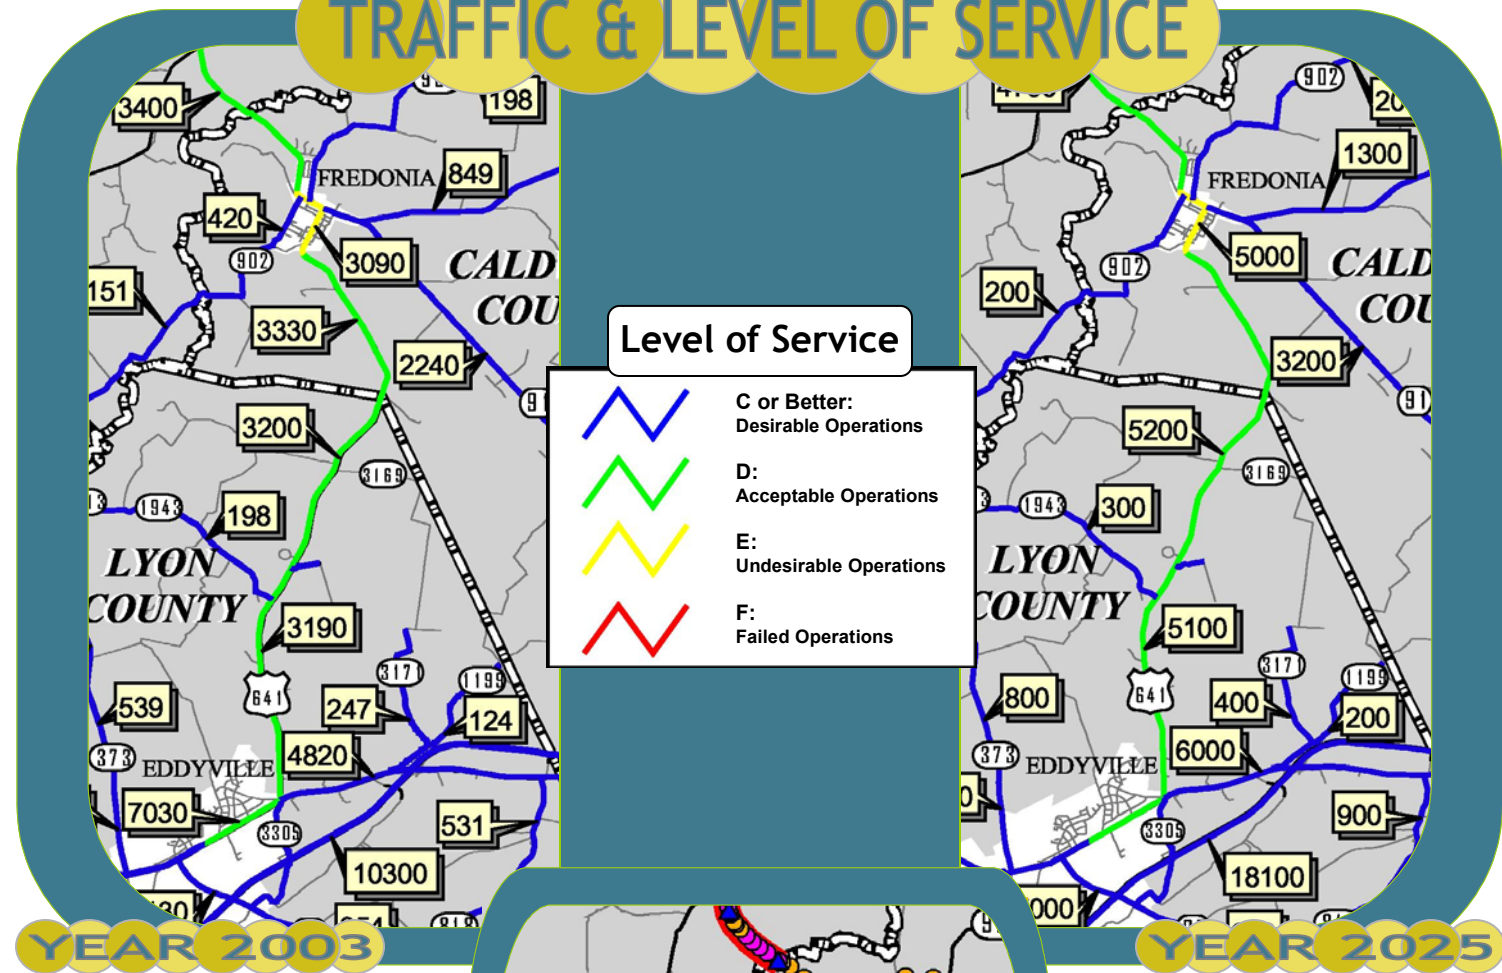 TRAFFIC & LEVEL OF SERVICE
3400
198
FREDONIA
849
420
902
3090
CALD
COU
151
3330
2240
91
3200
3169
1943
198
LYON
COUNTY
3190
641
3171
1199
539
247
124
373
EDDYVILLE
4820
7030
3305
531
10300
YEAR 2003
Level of Service
C or Better:
Desirable Operations
D:
Acceptable Operations
E:
Undesirable Operations
F:
Failed Operations
902
20
1300
FREDONIA
5000
902
CALD
COU
200
3200
91
5200
3169
1943
300
LYON
COUNTY
5100
641
3171
1199
800
400
200
373
EDDYVILLE
6000
3305
900
18100
000
YEAR 2025